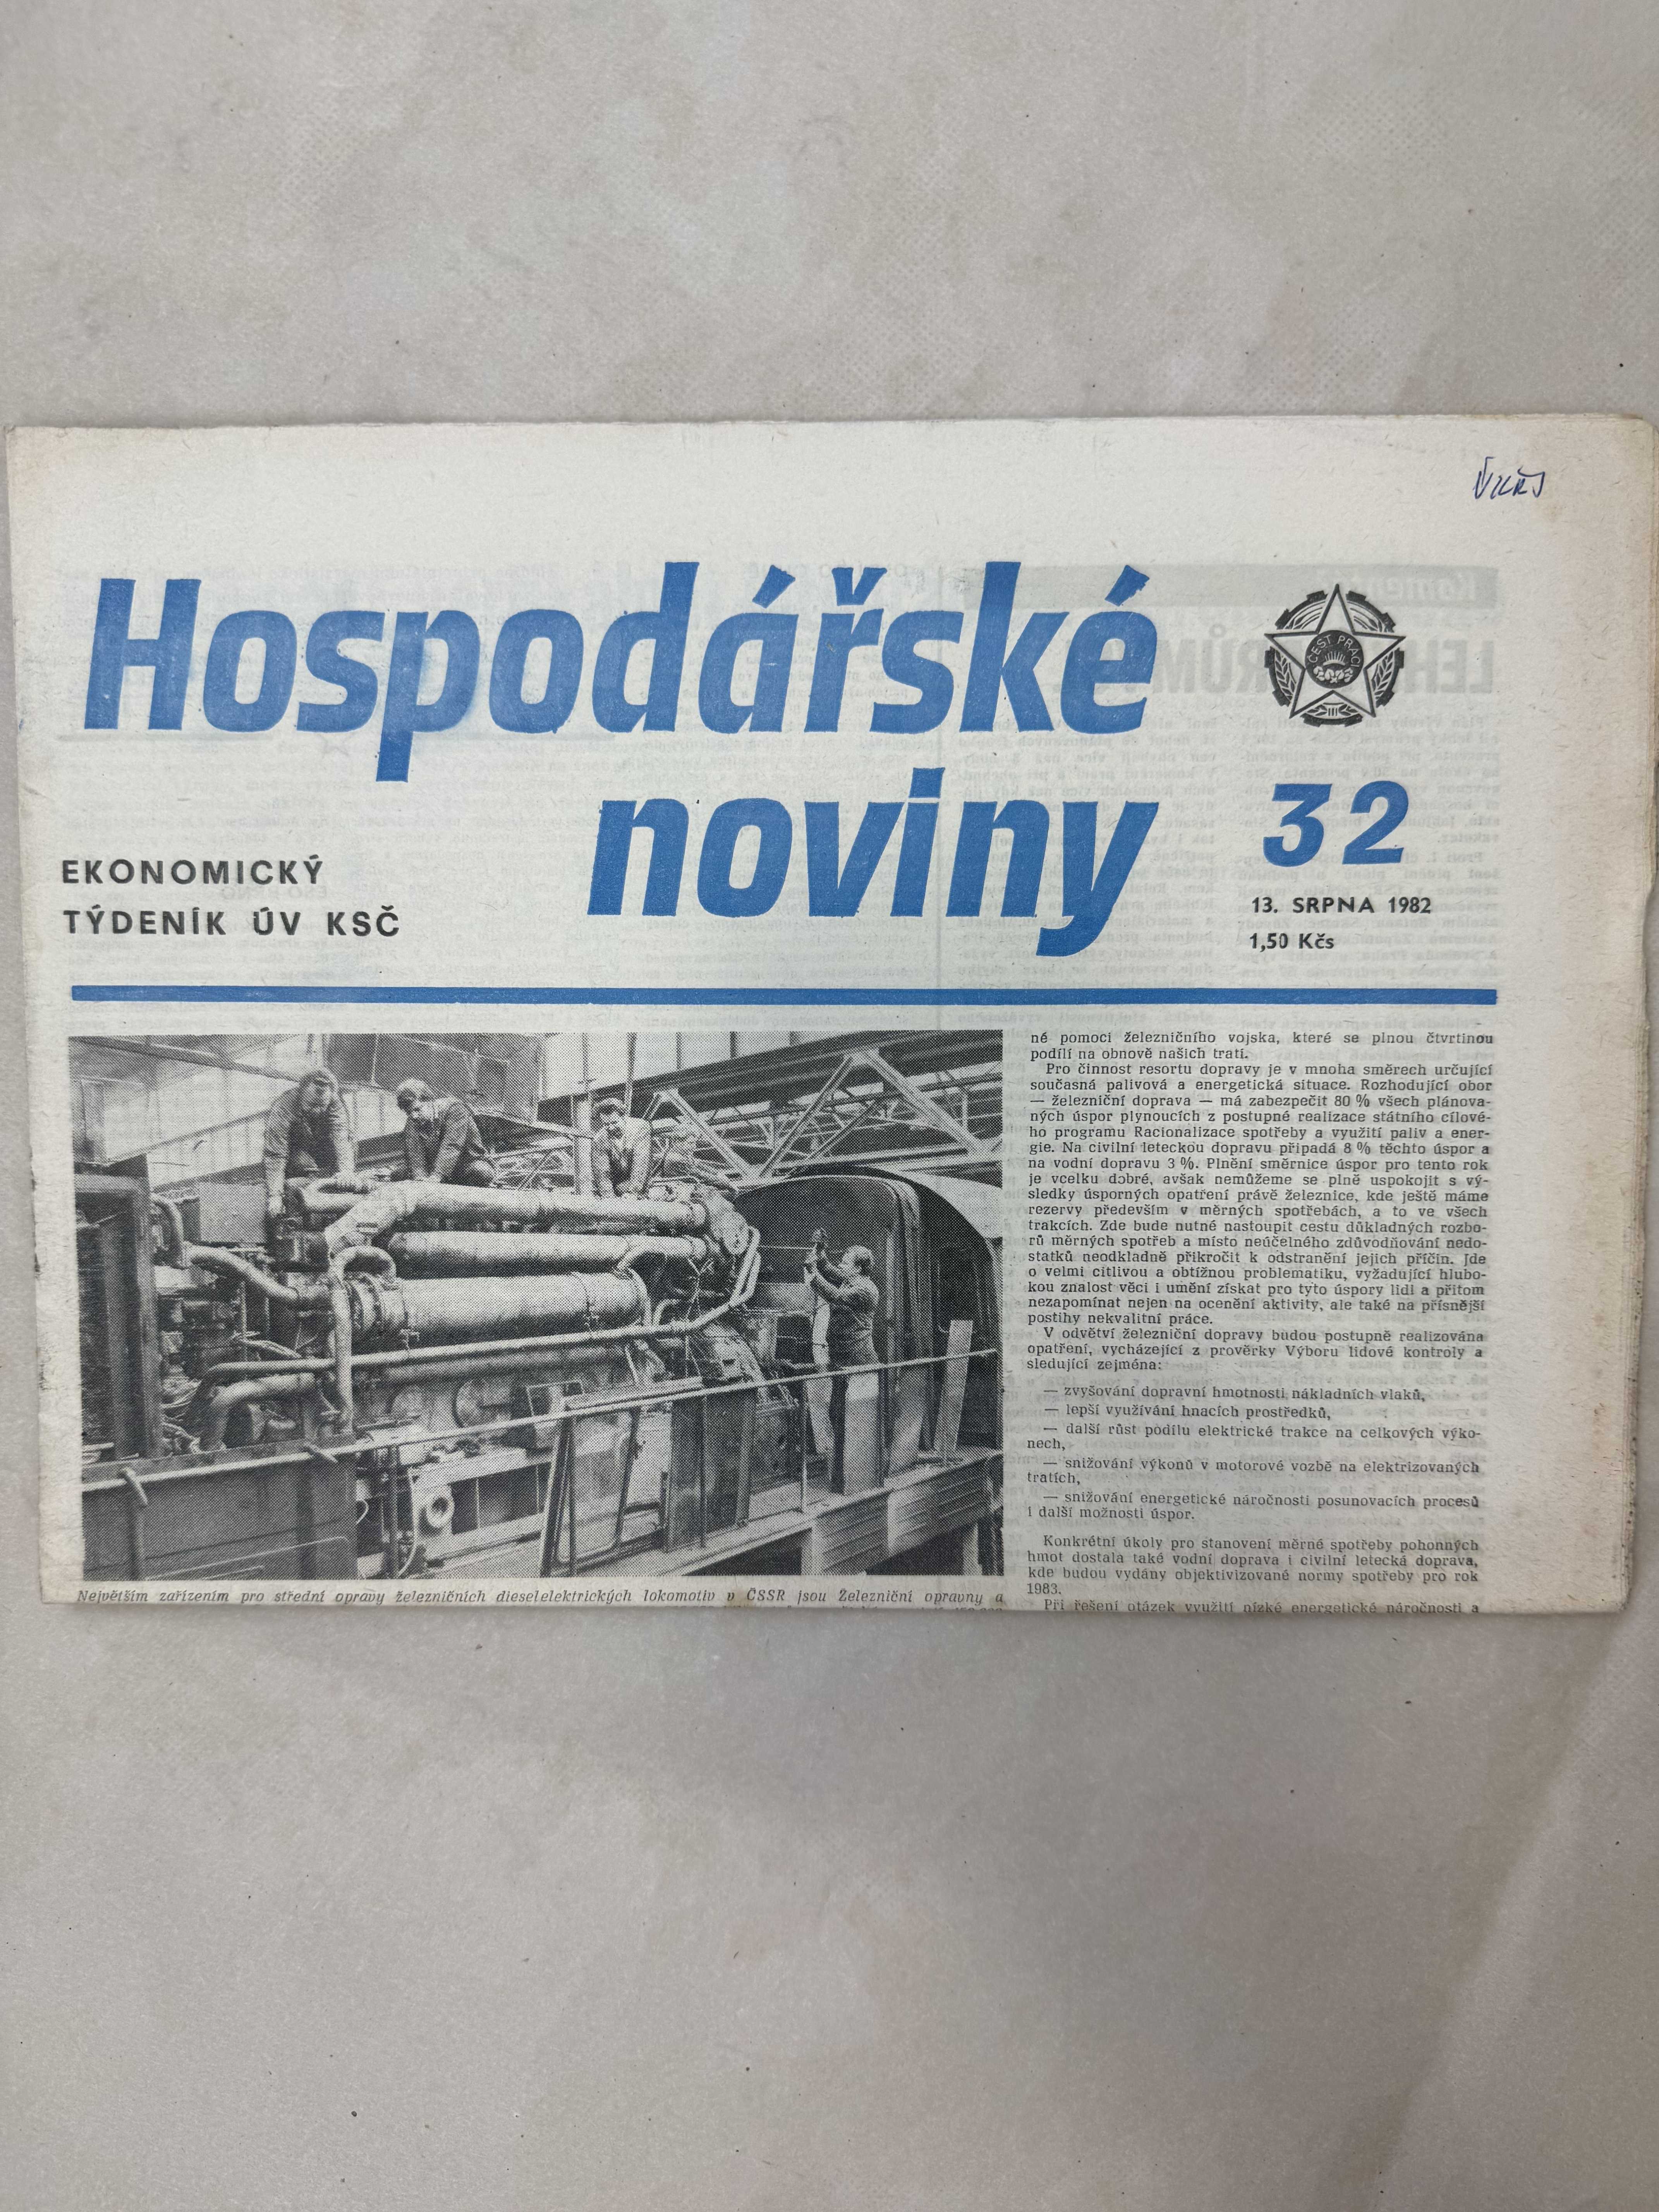 Hospodářské
noviny
EKONOMICKÝ
TÝDENÍK ÚV KSČ
ČEST PRÁCI
32
13. SRPNA 1982
1,50 Kčs
Největším zařízením pro střední opravy železničních dieselelektrických lokomotiv v ČSSR jsou Železniční opravny a
né pomoci železničního vojska, které se plnou čtvrtinou
podílí na obnově našich tratí.
Pro činnost resortu dopravy je v mnoha směrech určující
současná palivová a energetická situace. Rozhodující obor
— železniční doprava — má zabezpečit 80 % všech plánova-
ných úspor plynoucích z postupné realizace státního cílové-
ho programu Racionalizace spotřeby a využití paliv a ener-
gie. Na civilní leteckou dopravu připadá 8 % těchto úspor a
na vodní dopravu 3 %. Plnění směrnice úspor pro tento rok
je vcelku dobré, avšak nemůžeme se plně uspokojit s vý-
sledky úsporných opatření právě železnice, kde ještě máme
rezervy především v měrných spotřebách, a to ve všech
trakcích. Zde bude nutné nastoupit cestu důkladných rozbo-
rů měrných spotřeb a místo neúčelného zdůvodňování nedo-
statků neodkladně přikročit k odstranění jejich příčin. Jde
o velmi citlivou a obtížnou problematiku, vyžadující hlubo-
kou znalost věci i umění získat pro tyto úspory lidi a přitom
nezapomínat nejen na ocenění aktivity, ale také na přísnější
postihy nekvalitní práce.
V odvětví železniční dopravy budou postupně realizována
opatření, vycházející z prověrky Výboru lidové kontroly a
sledující zejména:
— zvyšování dopravní hmotnosti nákladních vlaků,
— lepší využívání hnacích prostředků,
— další růst podílu elektrické trakce na celkových výko-
nech,
— snižování výkonů v motorové vozbě na elektrizovaných
tratích,
— snižování energetické náročnosti posunovacích procesů
i další možnosti úspor.
Konkrétní úkoly pro stanovení měrné spotřeby pohonných
hmot dostala také vodní doprava i civilní letecká doprava,
kde budou vydány objektivizované normy spotřeby pro rok
1983.
Při řešení otázek využití nízké energetické náročnosti a